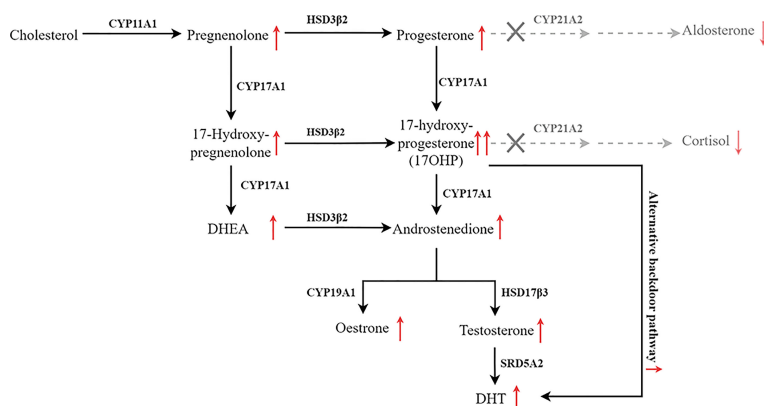 CYP11A1
HSD3β2
CYP21A2
Cholesterol
Pregnenolone
Progesterone
Aldosterone
CYP17A1
CYP17A1
17-Hydroxy-
pregnenolone
HSD3β2
17-hydroxy-
progesterone
(17OHP)
CYP21A2
Cortisol
CYP17A1
CYP17A1
DHEA
HSD3β2
Androstenedione
Alternative backdoor pathway
CYP19A1
HSD17β3
Oestrone
Testosterone
SRD5A2
DHT